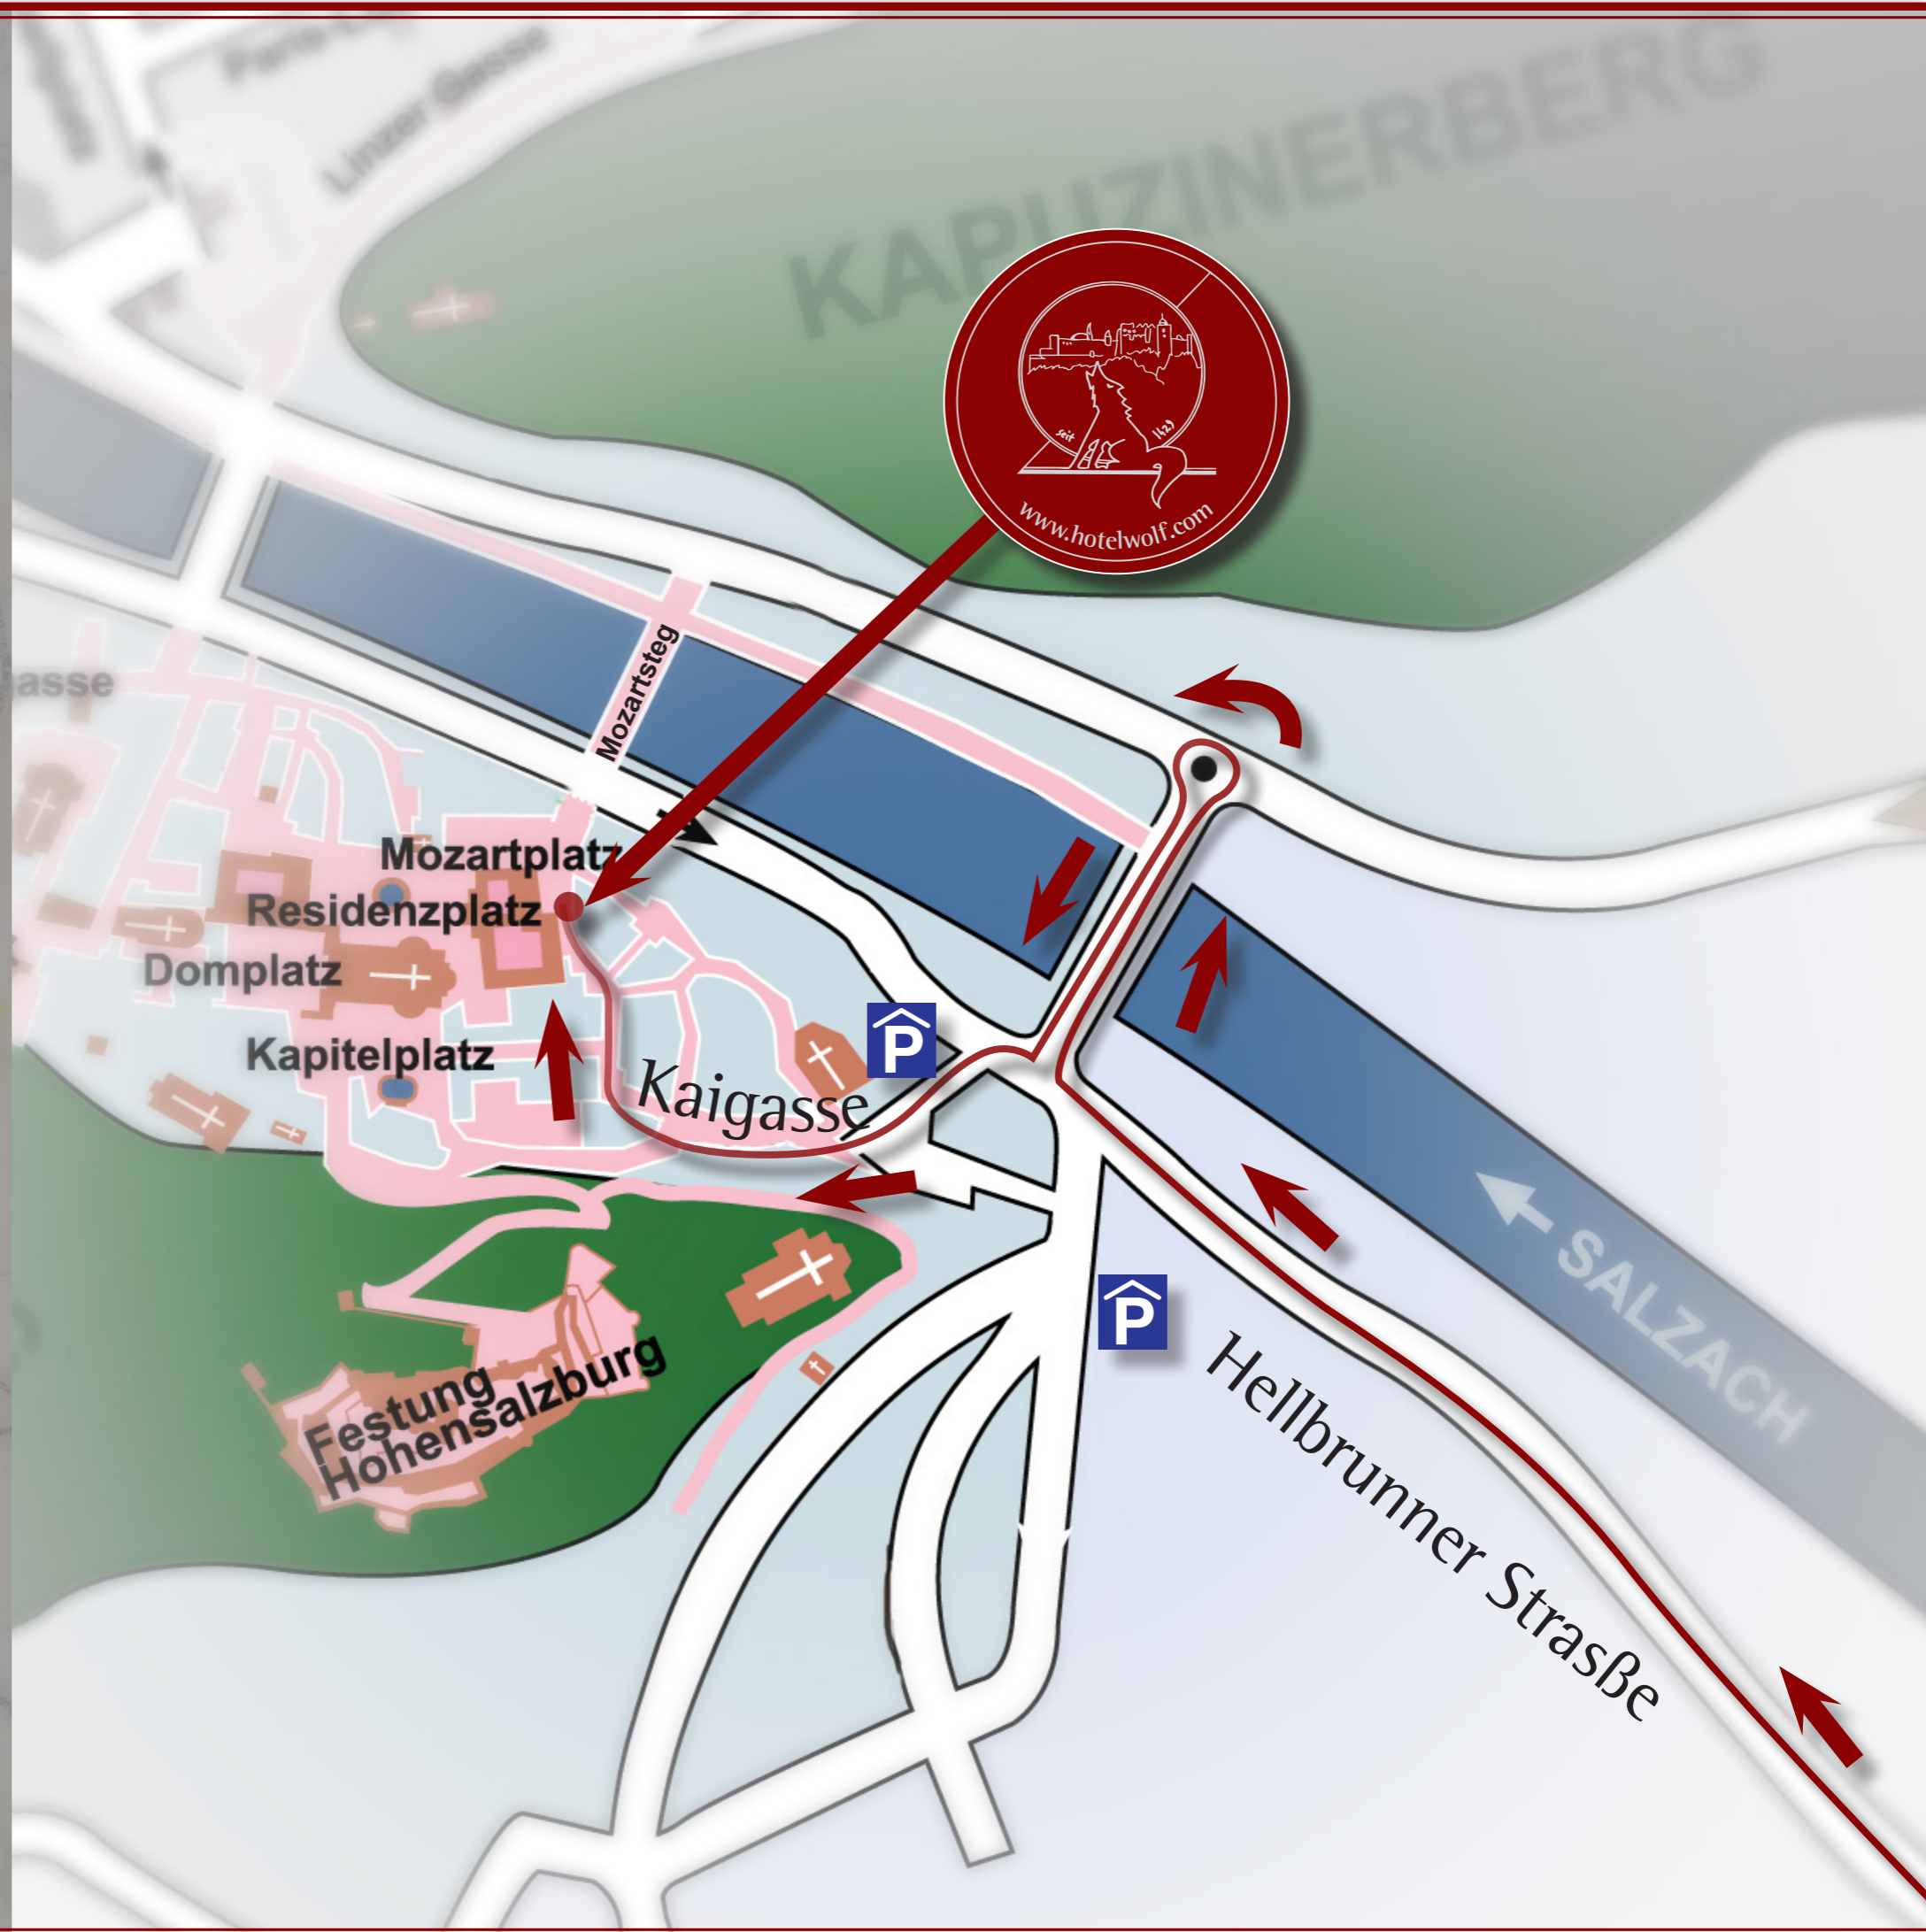 Linzer Gasse
KAPUZINERBERG
seit
1429
www.hotelwolf.com
Mozartsteg
asse
Mozartplatz
Residenzplatz
Domplatz
Kapitelplatz
P
Kaigasse
P
SALZACH
Hellbrunner Strasße
Festung
Hohensalzburg